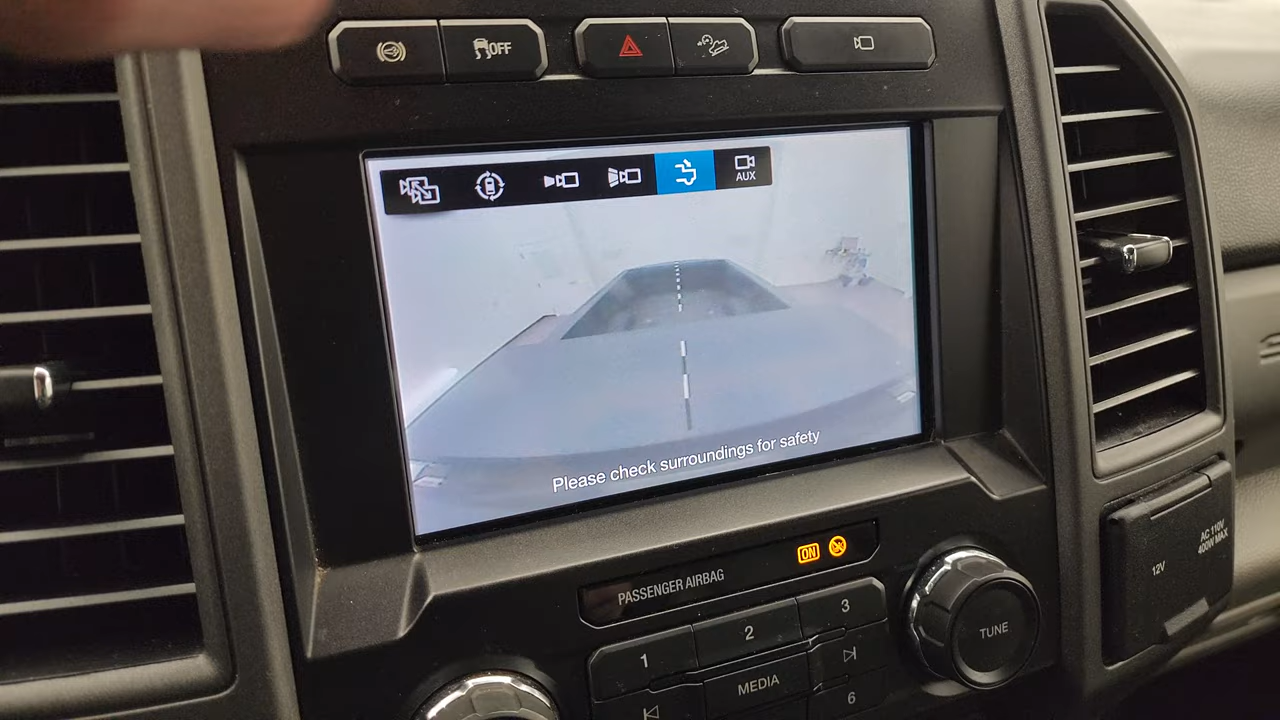 OFF
AUX
Please check surroundings for safety
PASSENGER AIRBAG
ON
1
2
3
MEDIA
6
TUNE
12V
AC 110V
400W MAX